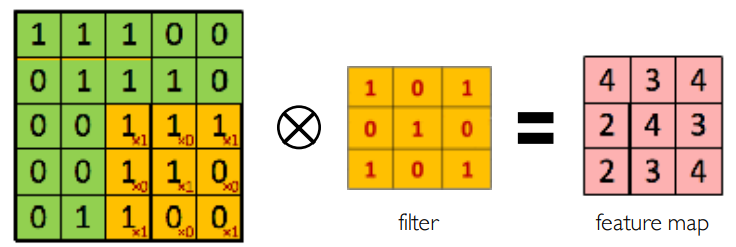 1 1 1 0 0
0 1 1 1 0
0 0 1×1 1×0 1×1
0 0 1×0 1×1 0×0
0 1 1×1 0×0 0×1
⊗
1 0 1
0 1 0
1 0 1
filter
=
4 3 4
2 4 3
2 3 4
feature map